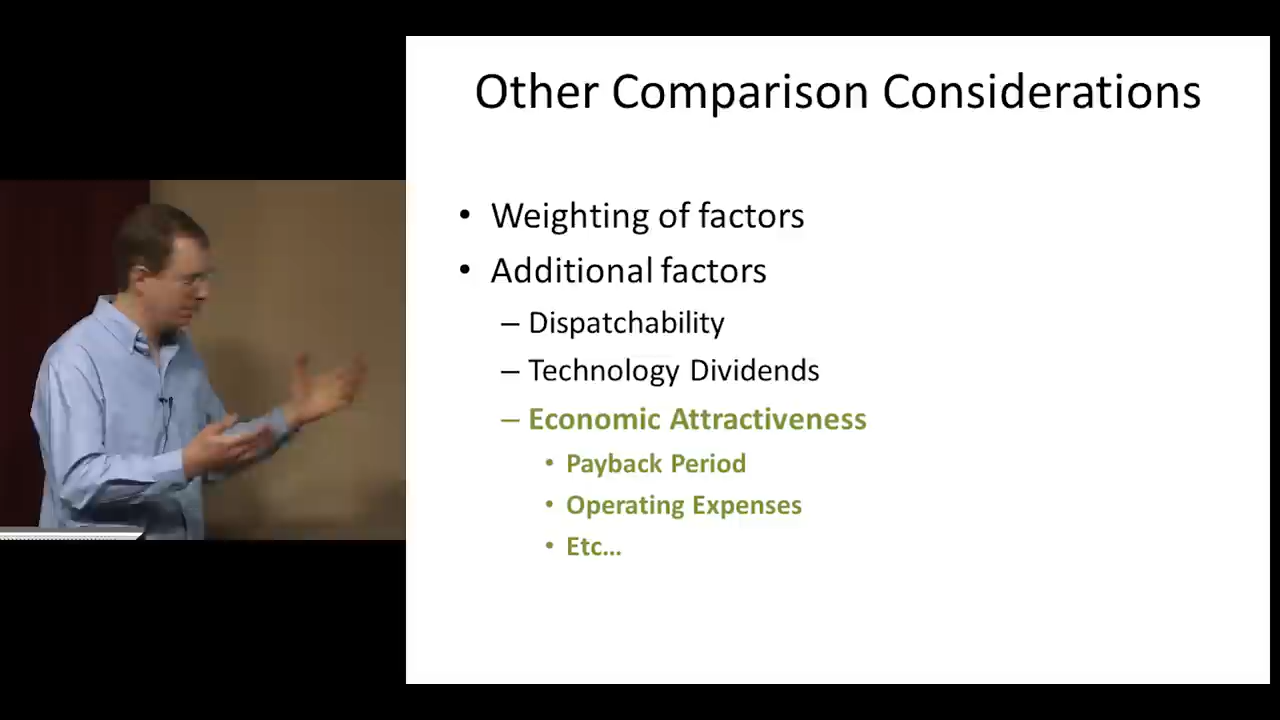 Other Comparison Considerations
• Weighting of factors
• Additional factors
– Dispatchability
– Technology Dividends
– Economic Attractiveness
• Payback Period
• Operating Expenses
• Etc…